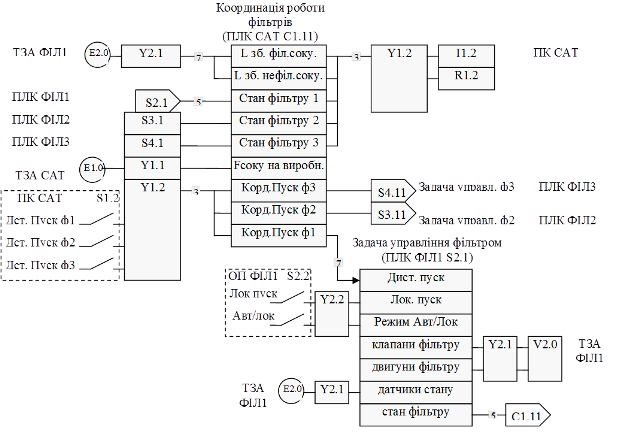 Координація роботи
фільтрів
(ПЛК САТ С1.11)
ТЗА ФІЛ1
E2.0
Y2.1
7
L зб. філ.соку.
3
Y1.2
I1.2
ПК САТ
L зб. нефіл.соку.
R1.2
ПЛК ФІЛ1
S2.1
5
Стан фільтру 1
ПЛК ФІЛ2
S3.1
Стан фільтру 2
ПЛК ФІЛ3
S4.1
Стан фільтру 3
ТЗА САТ
E1.0
Y1.1
Fсоку на виробн.
ПК САТ
S1.2
Y1.2
3
Корд.Пуск ф3
S4.11
Задача управл. ф3
ПЛК ФІЛ3
Дст. Пуск ф1
Корд.Пуск ф2
S3.11
Задача управл. ф2
ПЛК ФІЛ2
Дст. Пуск ф2
Корд.Пуск ф1
Дст. Пуск ф3
7
Задача управління фільтром
(ПЛК ФІЛ1 S2.1)
ОП ФІЛ1
S2.2
Дист. пуск
Лок пуск
Y2.2
Лок. пуск
Авт/лок
Режим Авт/Лок
клапани фільтру
Y2.1
V2.0
ТЗА
ФІЛ1
двигуни фільтру
ТЗА
ФІЛ1
E2.0
Y2.1
датчики стану
стан фільтру
5
C1.11